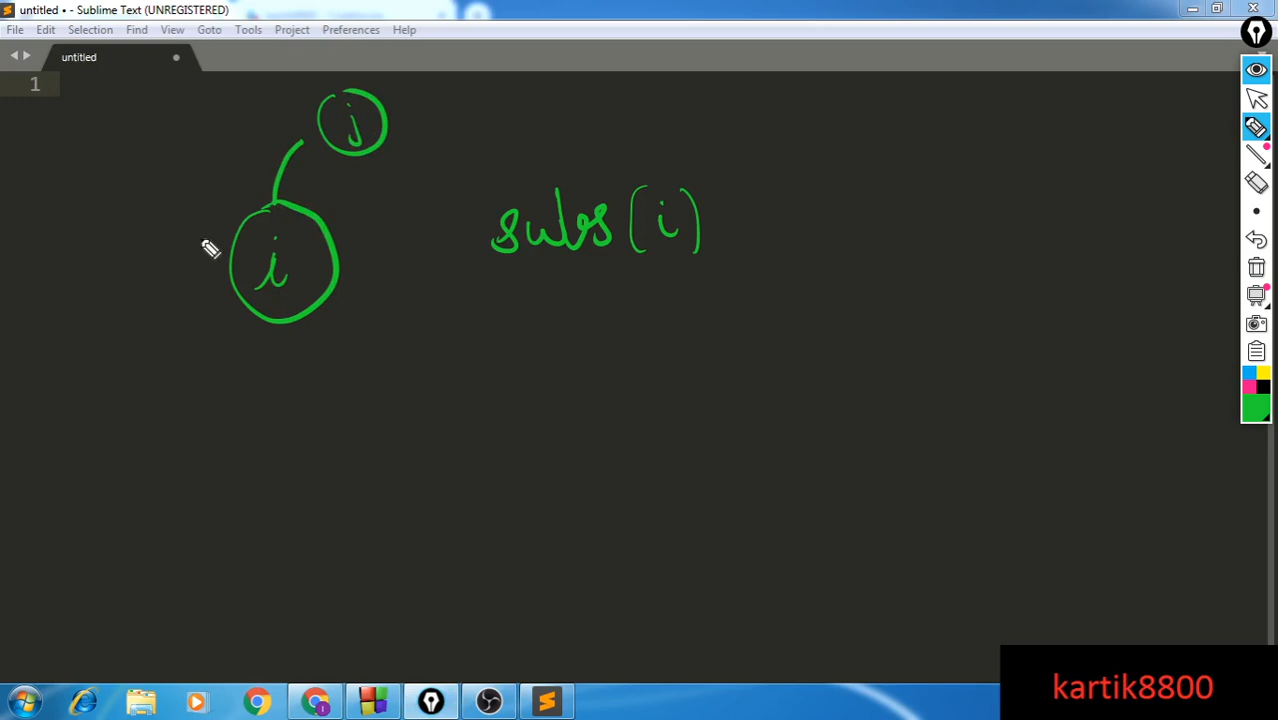 untitled • - Sublime Text (UNREGISTERED)
File Edit Selection Find View Goto Tools Project Preferences Help
untitled
1
j
subs(i)
i
kartik8800